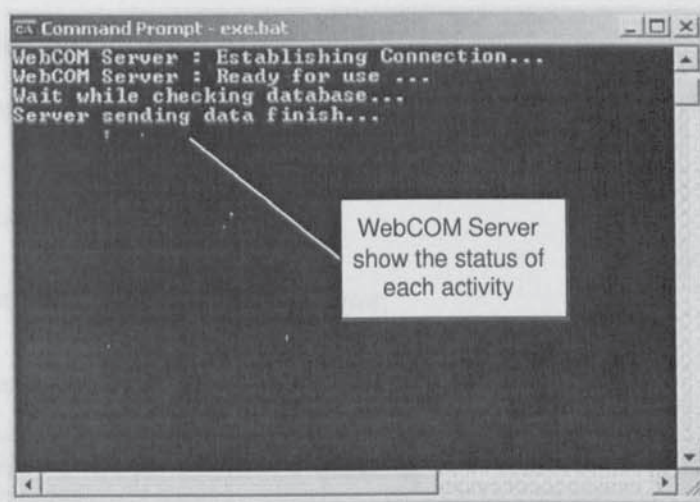 Command Prompt - exe.bat
WebCOM Server : Establishing Connection...
WebCOM Server : Ready for use ...
Wait while checking database...
Server sending data finish...
WebCOM Server
show the status of
each activity